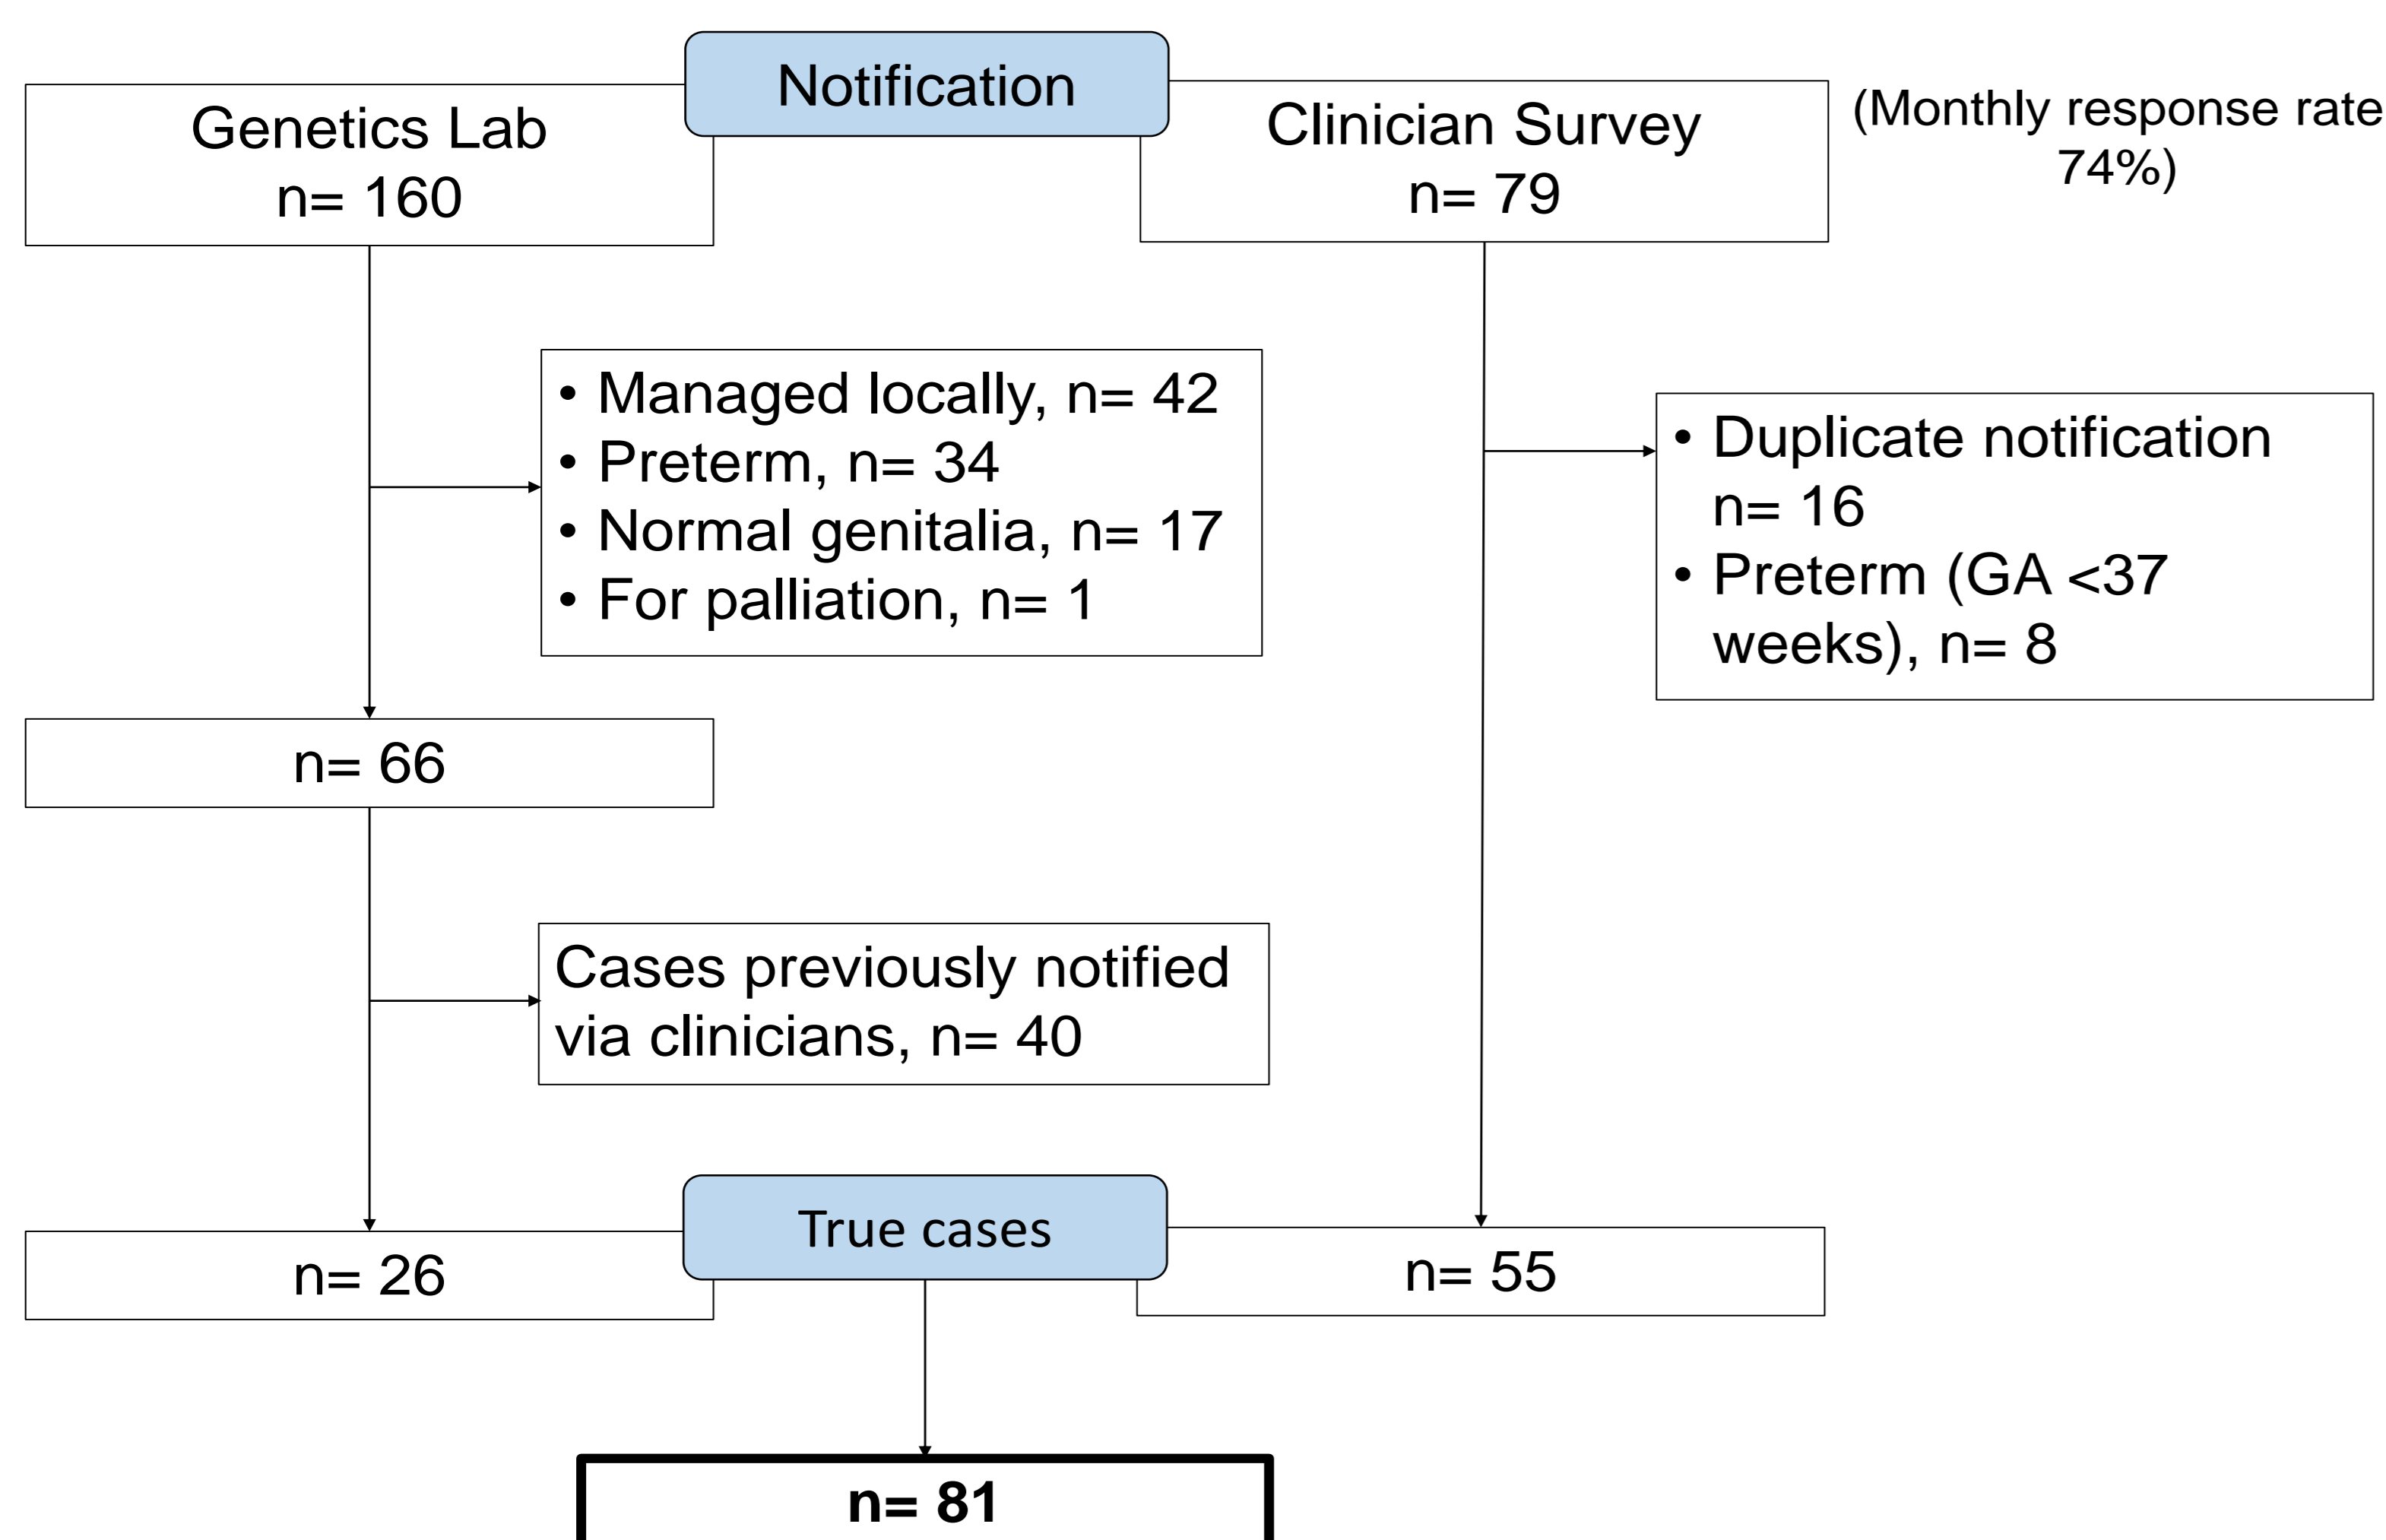 Notification
Genetics Lab
n= 160
Clinician Survey
n= 79
(Monthly response rate
74%)
• Managed locally, n= 42
• Preterm, n= 34
• Normal genitalia, n= 17
• For palliation, n= 1
• Duplicate notification
n= 16
• Preterm (GA <37
weeks), n= 8
n= 66
Cases previously notified
via clinicians, n= 40
True cases
n= 26
n= 55
n= 81